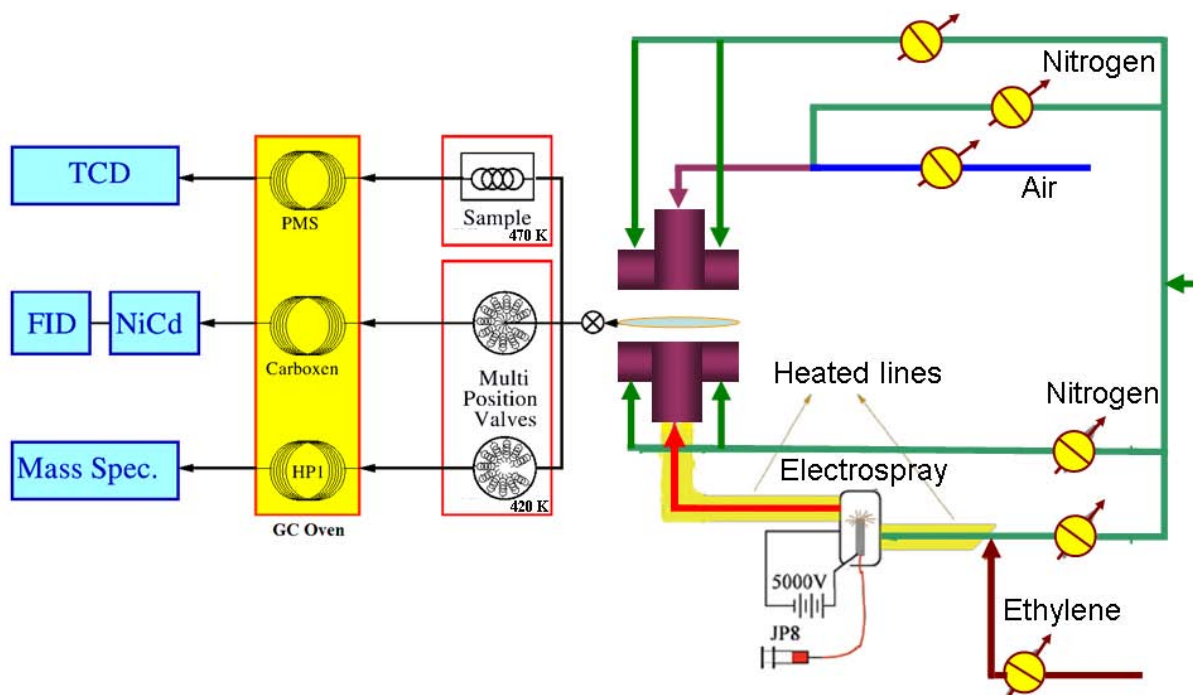 Nitrogen
Air
TCD
PMS
Sample
470 K
FID
NiCd
Carboxen
Multi
Position
Valves
Heated lines
Nitrogen
Mass Spec.
HP1
420 K
GC Oven
Electrospray
5000V
JP8
Ethylene